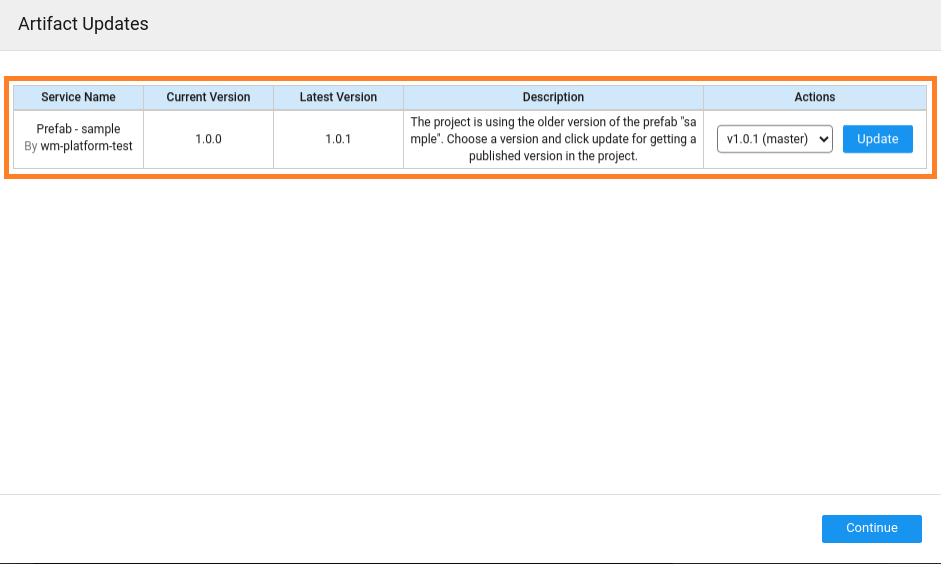 Artifact Updates
Service Name Current Version Latest Version Description Actions
Prefab - sample
By wm-platform-test
1.0.0
1.0.1
The project is using the older version of the prefab "sa
mple". Choose a version and click update for getting a
published version in the project.
v1.0.1 (master)
Update
Continue